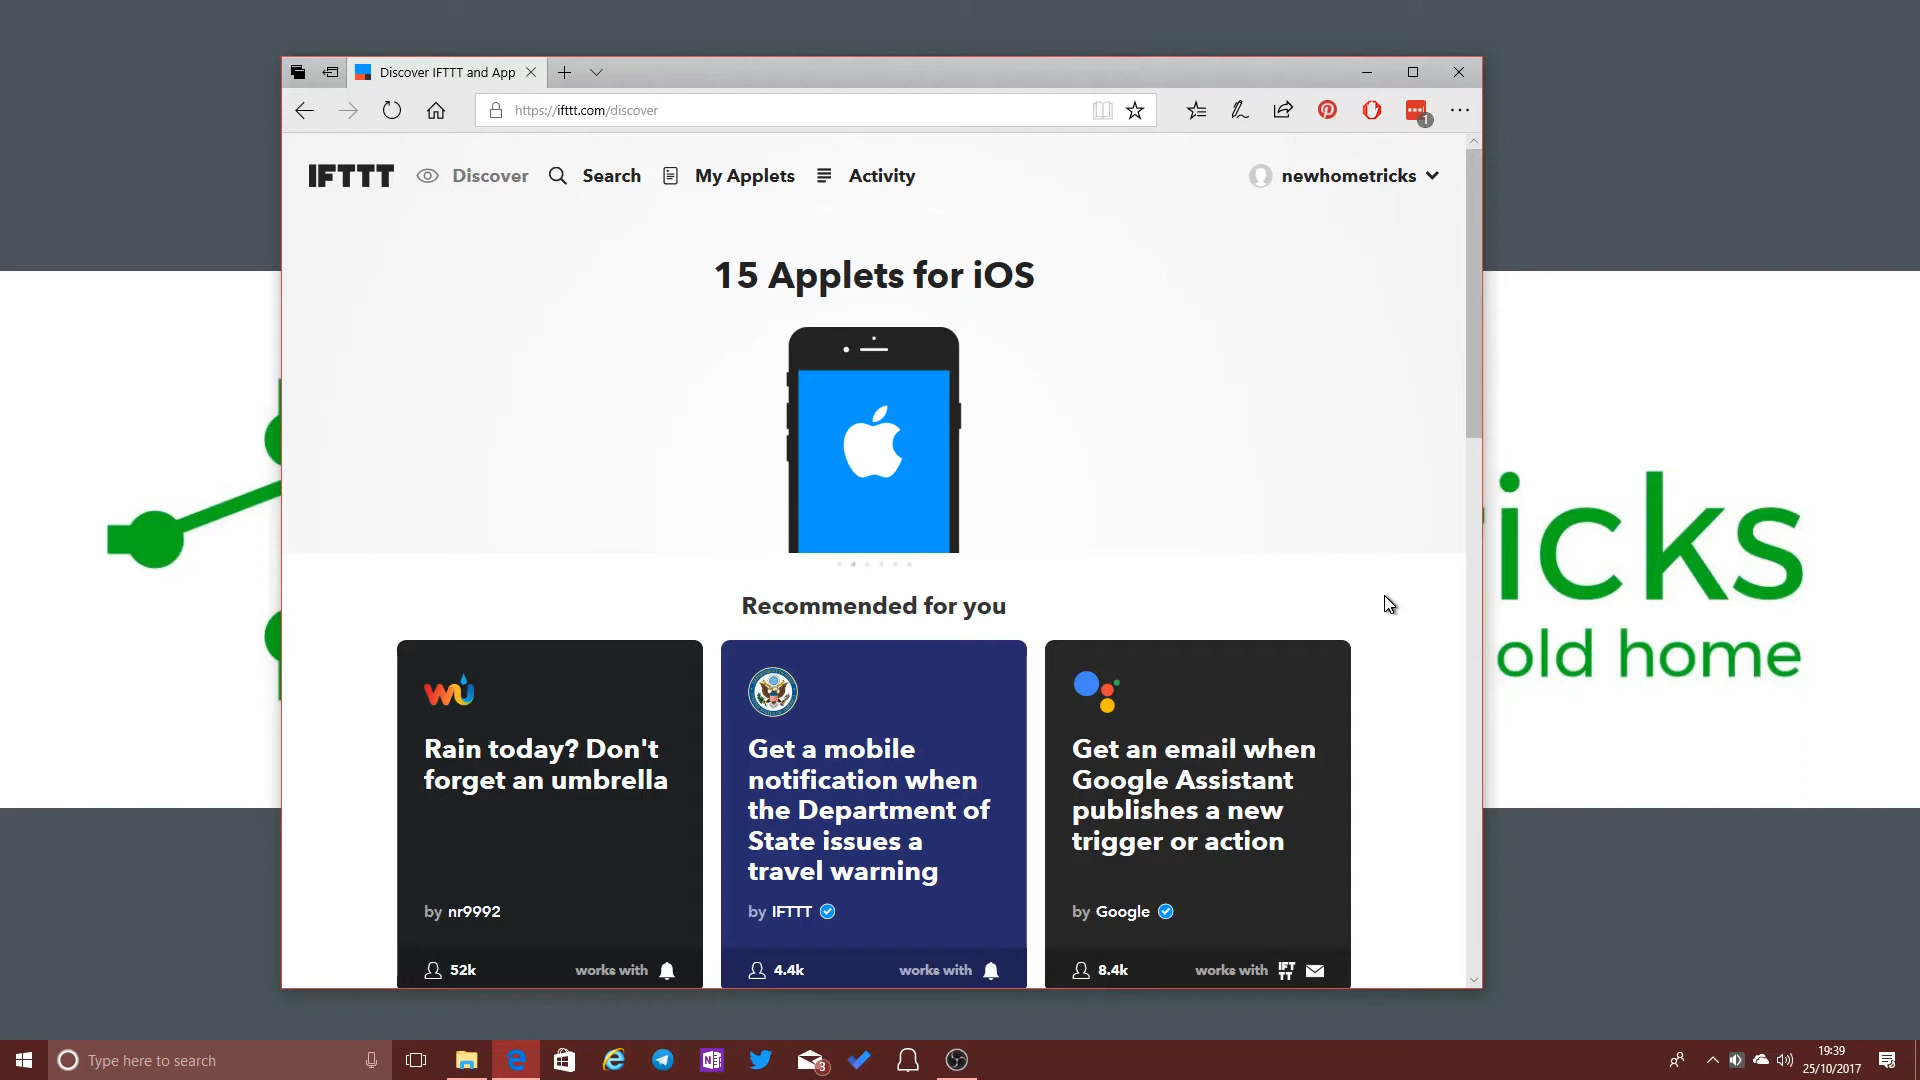 Discover IFTTT and App
https://ifttt.com/discover
1
IFTTT Discover Search My Applets Activity newhometricks
15 Applets for iOS
Recommended for you
Rain today? Don't
forget an umbrella
by nr9992
52k works with
Get a mobile
notification when
the Department of
State issues a
travel warning
by IFTTT
4.4k works with
Get an email when
Google Assistant
publishes a new
trigger or action
by Google
8.4k works with IFTTT
icks
old home
Type here to search
3
19:39
25/10/2017